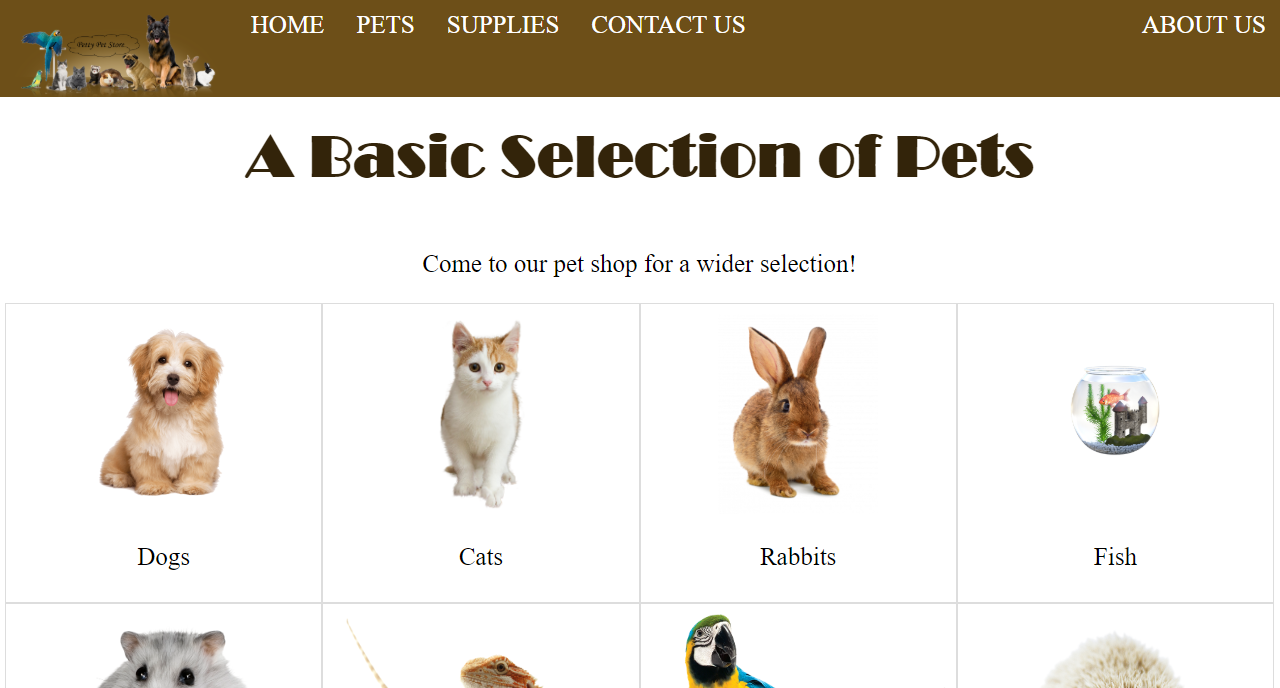 Petzy Pet Store
HOME PETS SUPPLIES CONTACT US ABOUT US
A Basic Selection of Pets
Come to our pet shop for a wider selection!
Dogs Cats Rabbits Fish